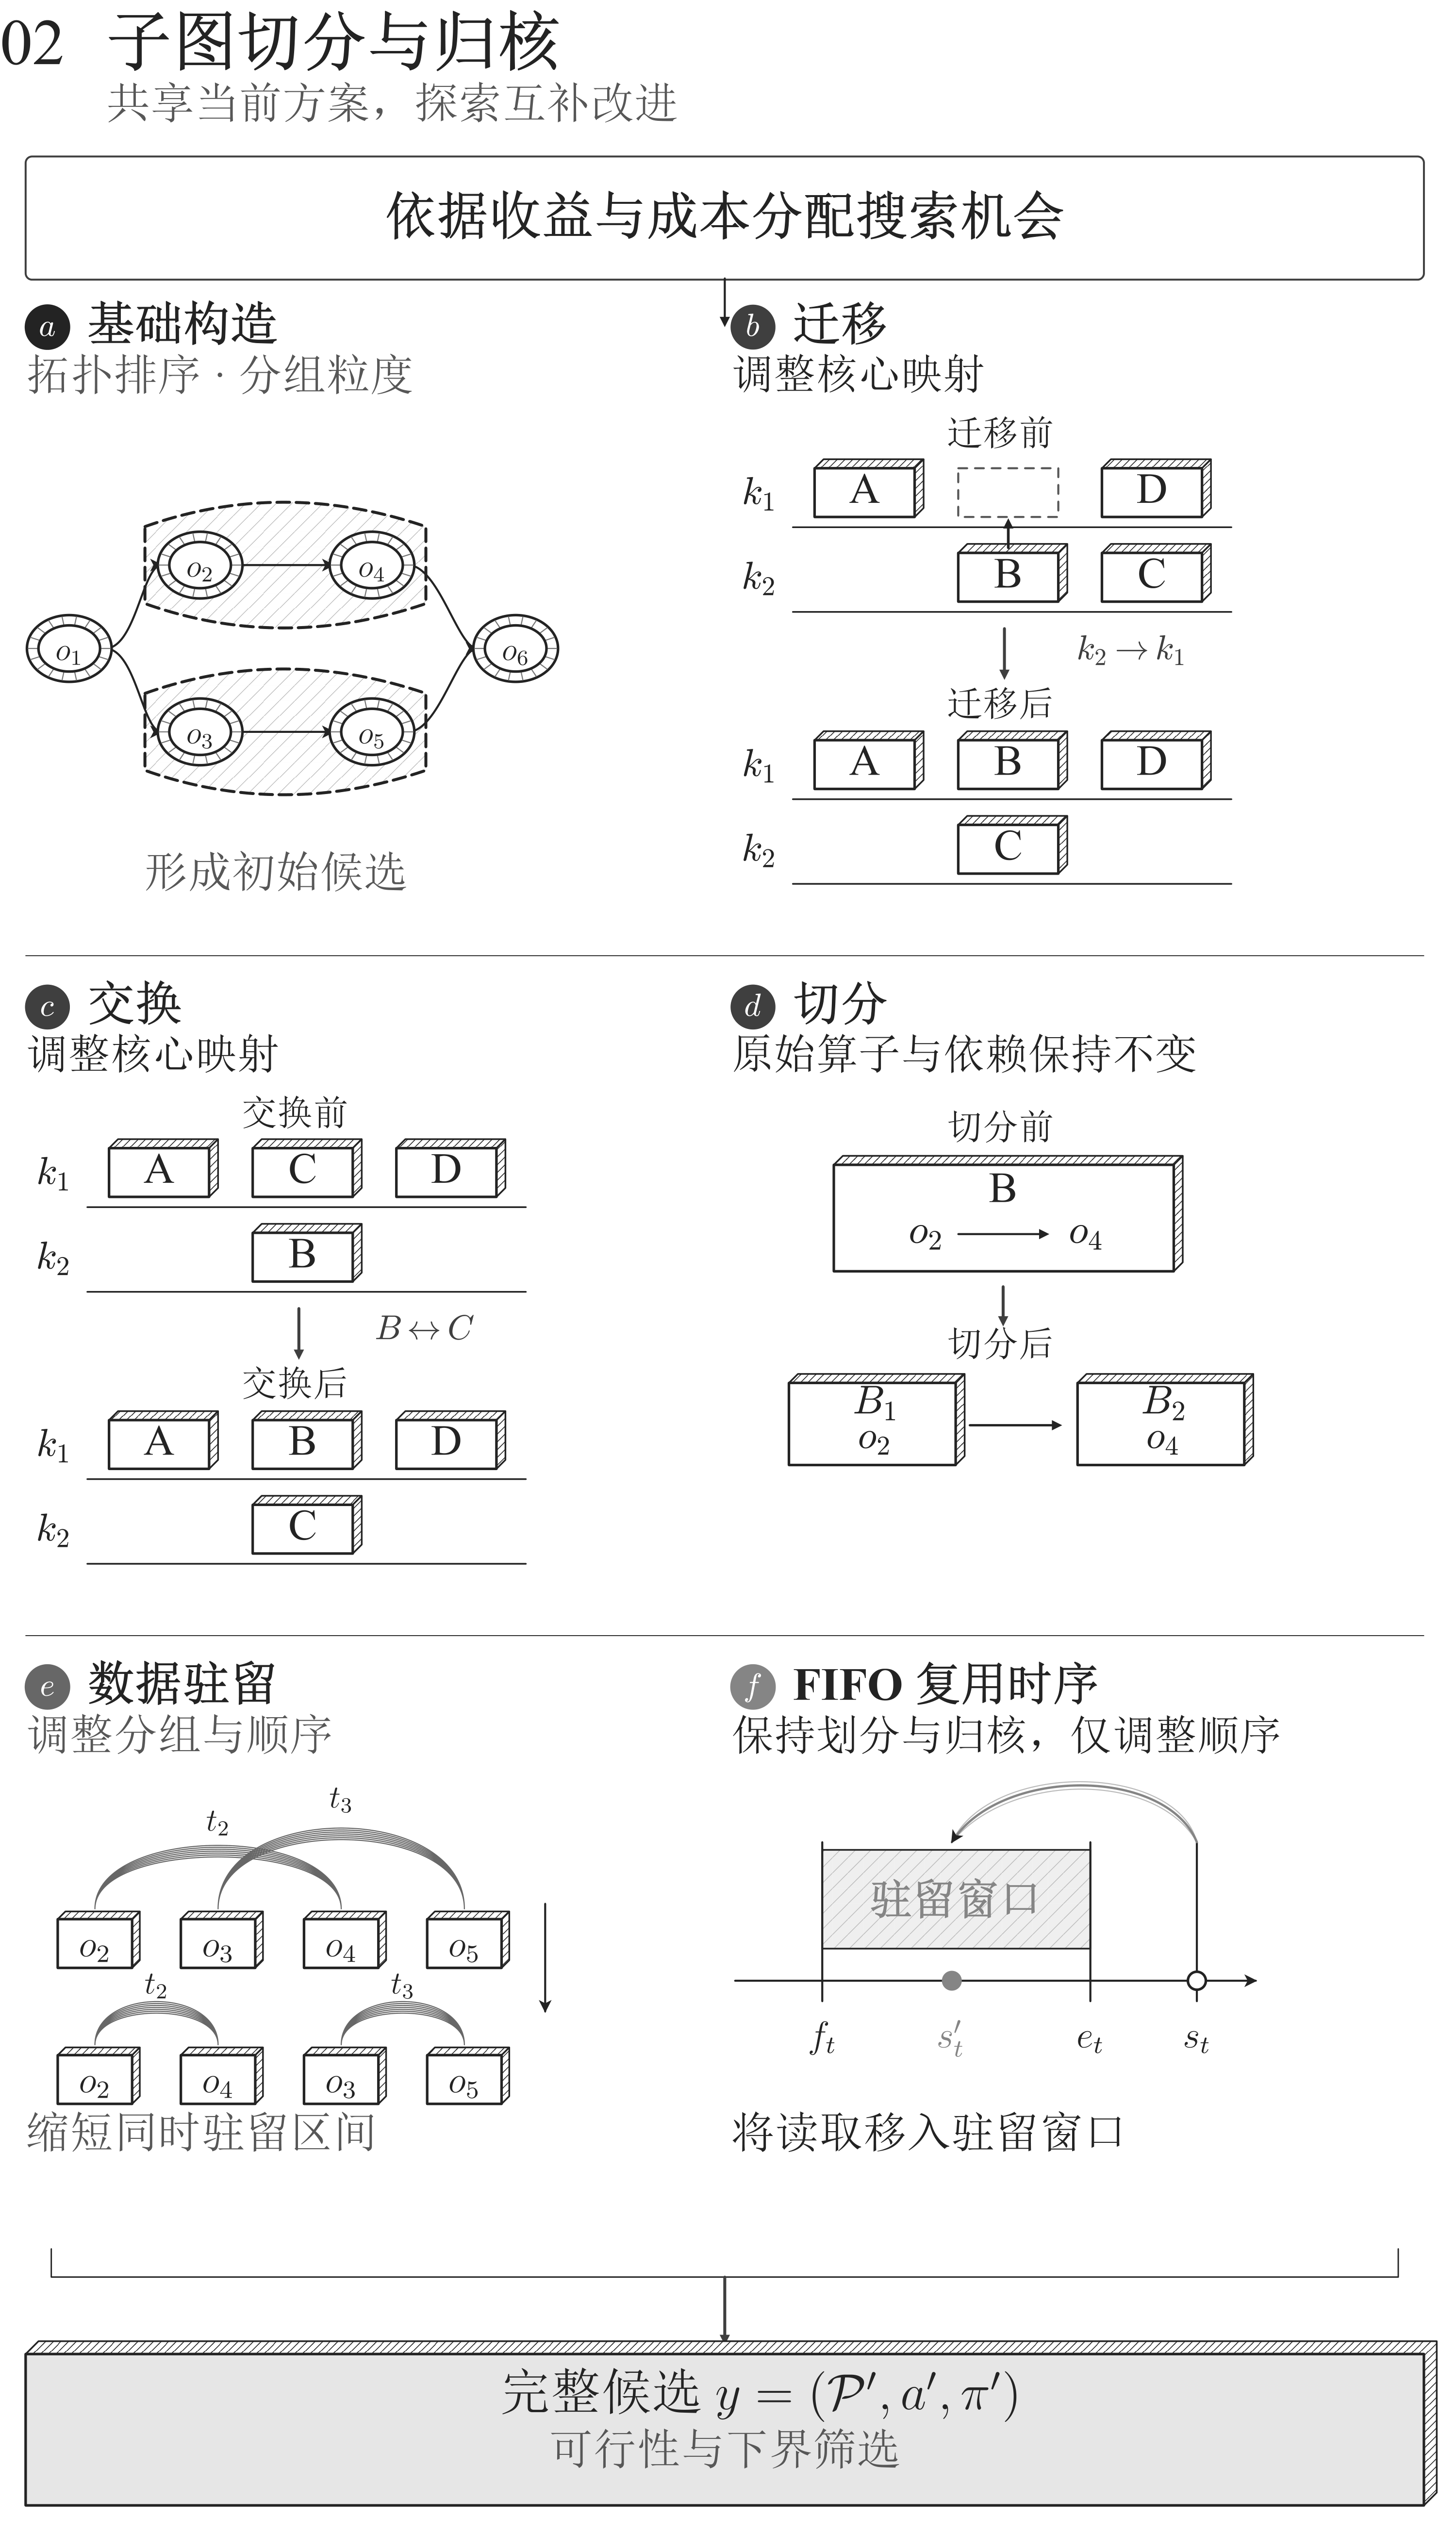 02 子图切分与归核
共享当前方案，探索互补改进
依据收益与成本分配搜索机会
a 基础构造
拓扑排序 · 分组粒度
o₂ o₄
o₁ o₆
o₃ o₅
形成初始候选
b 迁移
调整核心映射
迁移前
k₁ A D
k₂ B C
k₂ → k₁
迁移后
k₁ A B D
k₂ C
c 交换
调整核心映射
交换前
k₁ A C D
k₂ B
B ↔ C
交换后
k₁ A B D
k₂ C
d 切分
原始算子与依赖保持不变
切分前
B
o₂ o₄
切分后
B₁ B₂
o₂ o₄
e 数据驻留
调整分组与顺序
t₂ t₃
o₂ o₃ o₄ o₅
t₂ t₃
o₂ o₄ o₃ o₅
缩短同时驻留区间
f FIFO 复用时序
保持划分与归核，仅调整顺序
驻留窗口
fₜ s′ₜ eₜ sₜ
将读取移入驻留窗口
完整候选 y = (𝒫′, a′, π′)
可行性与下界筛选